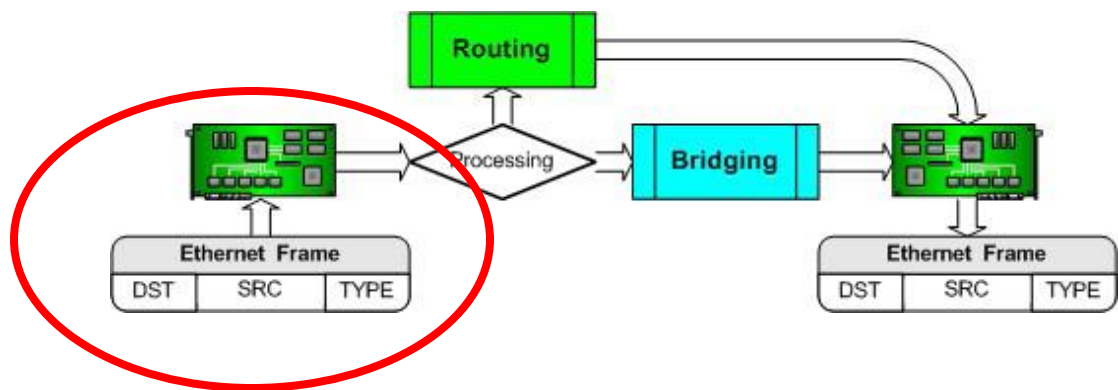 Routing
Processing
Bridging
Ethernet Frame
DST SRC TYPE
Ethernet Frame
DST SRC TYPE